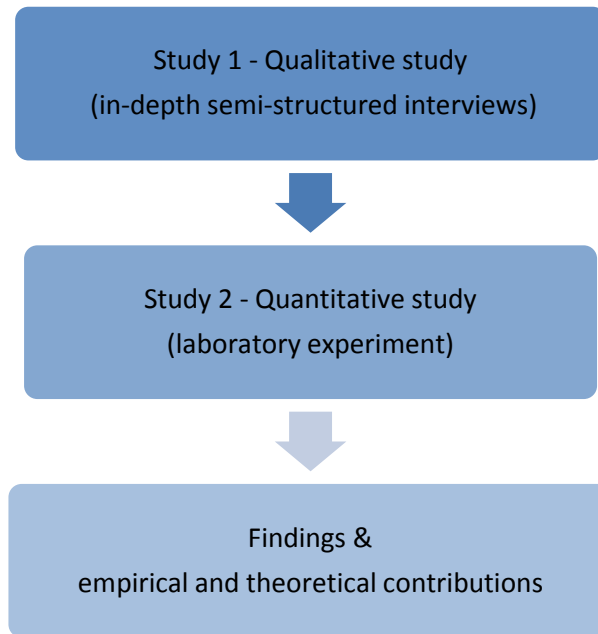 Study 1 - Qualitative study
(in-depth semi-structured interviews)
Study 2 - Quantitative study
(laboratory experiment)
Findings &
empirical and theoretical contributions